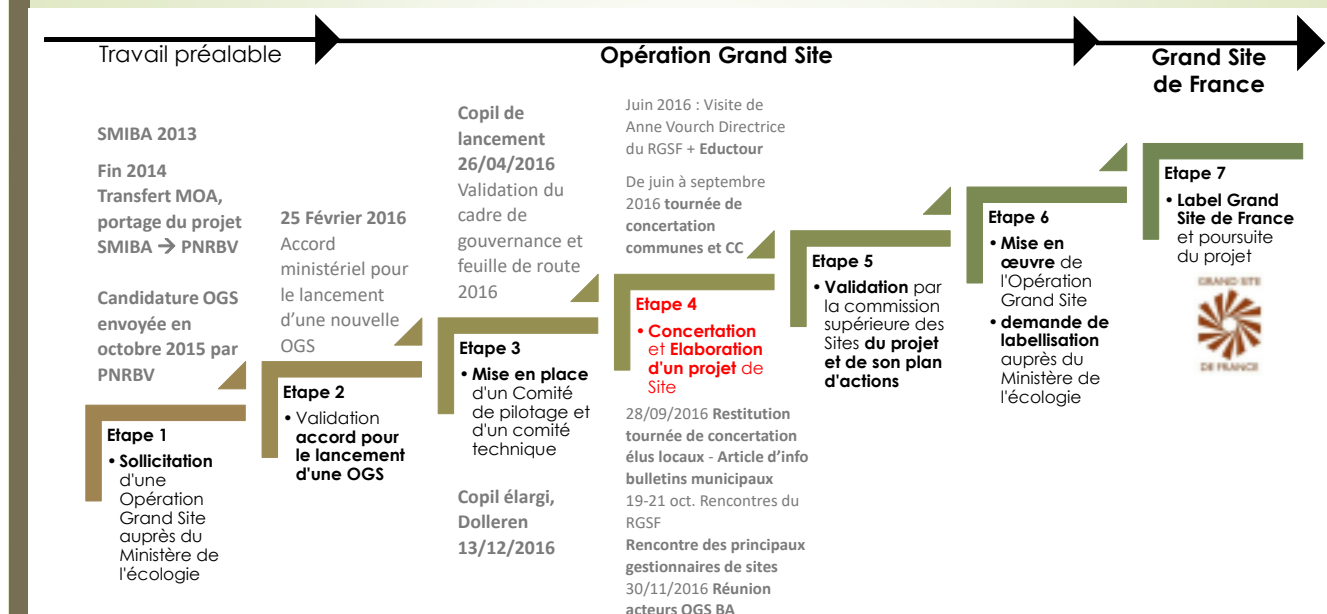 Travail préalable
Opération Grand Site
Grand Site
de France
SMIBA 2013
Fin 2014
Transfert MOA,
portage du projet
SMIBA → PNRBV
Candidature OGS
envoyée en
octobre 2015 par
PNRBV
Etape 1
• Sollicitation
d'une
Opération
Grand Site
auprès du
Ministère de
l'écologie
25 Février 2016
Accord
ministériel pour
le lancement
d'une nouvelle
OGS
Etape 2
• Validation
accord pour
le lancement
d'une OGS
Copil de
lancement
26/04/2016
Validation du
cadre de
gouvernance et
feuille de route
2016
Etape 3
• Mise en place
d'un Comité
de pilotage et
d'un comité
technique
Copil élargi,
Dolleren
13/12/2016
Juin 2016 : Visite de
Anne Vourch Directrice
du RGSF + Eductour
De juin à septembre
2016 tournée de
concertation
communes et CC
Etape 4
• Concertation
et Elaboration
d'un projet de
Site
28/09/2016 Restitution
tournée de concertation
élus locaux - Article d'info
bulletins municipaux
19-21 oct. Rencontres du
RGSF
Rencontre des principaux
gestionnaires de sites
30/11/2016 Réunion
acteurs OGS BA
Etape 5
• Validation par
la commission
supérieure des
Sites du projet
et de son plan
d'actions
Etape 6
• Mise en
œuvre de
l'Opération
Grand Site
• demande de
labellisation
auprès du
Ministère de
l'écologie
Etape 7
• Label Grand
Site de France
et poursuite
du projet
GRAND SITE
DE FRANCE